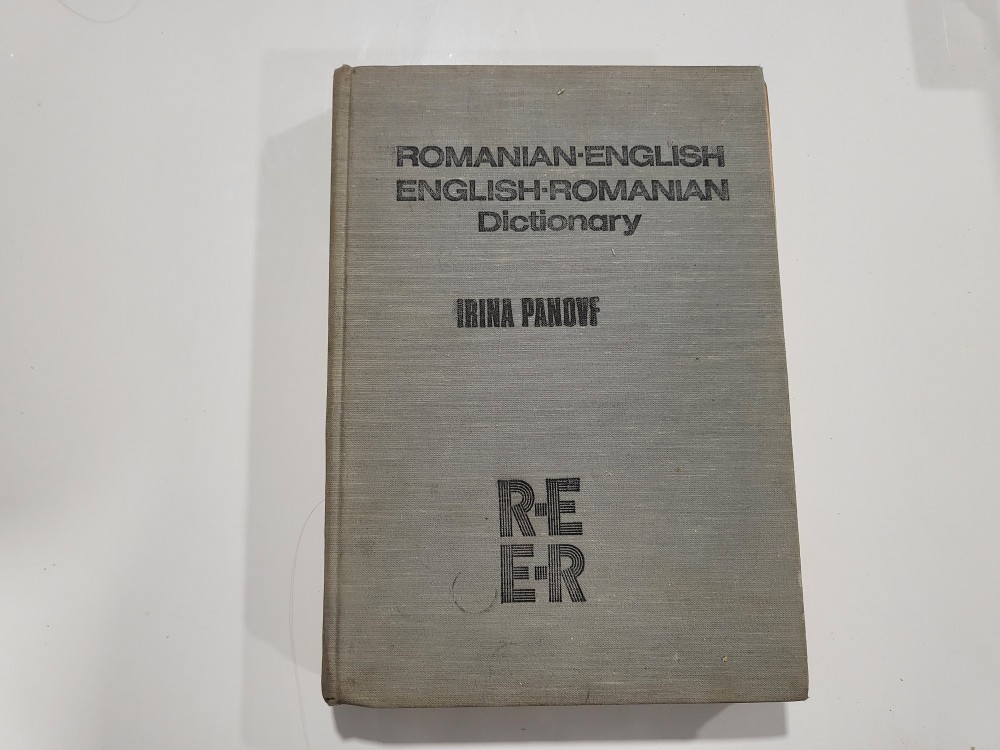 ROMANIAN-ENGLISH
ENGLISH-ROMANIAN
Dictionary
IRINA PANOVF
R-E
E-R